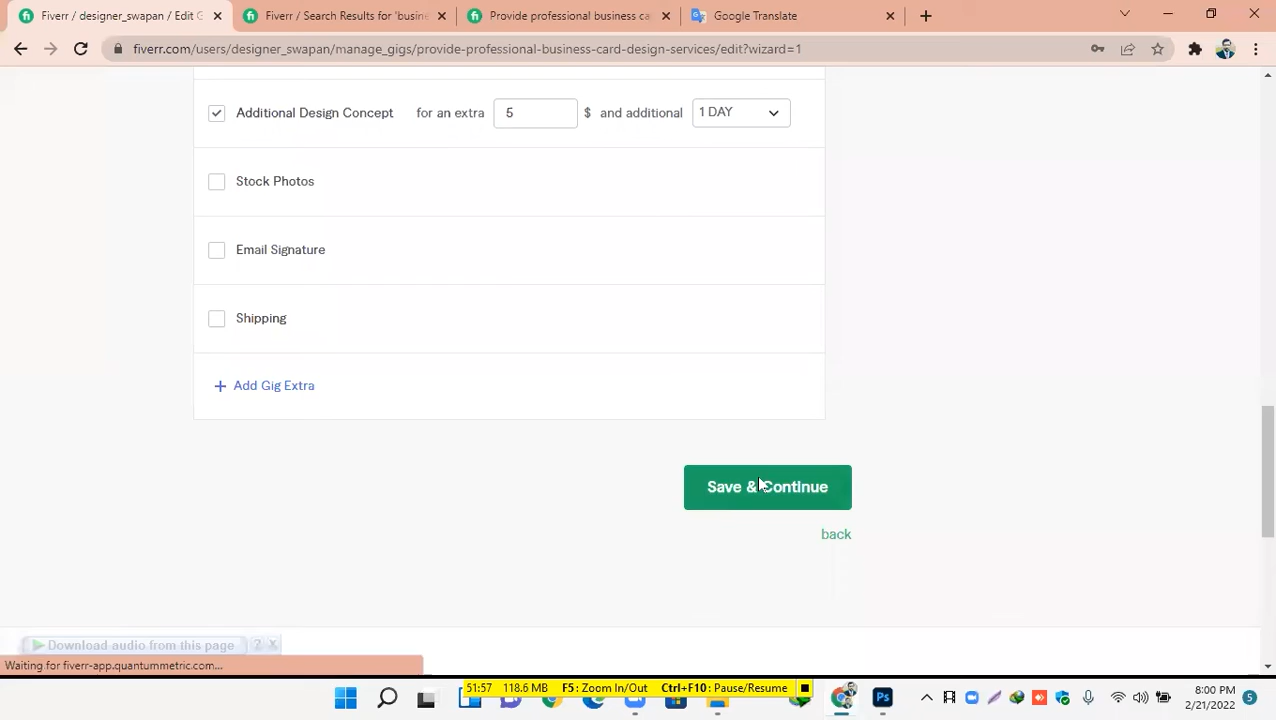 Fiverr / designer_swapan / Edit G
Fiverr / Search Results for 'busine
Provide professional business ca
Google Translate
fiverr.com/users/designer_swapan/manage_gigs/provide-professional-business-card-design-services/edit?wizard=1
Additional Design Concept for an extra 5 $ and additional 1 DAY
Stock Photos
Email Signature
Shipping
+ Add Gig Extra
Save & Continue
back
Download audio from this page ? x
Waiting for fiverr-app.quantummetric.com...
51:57 118.6 MB F5: Zoom In/Out Ctrl+F10: Pause/Resume
Ps
8:00 PM
2/21/2022
5